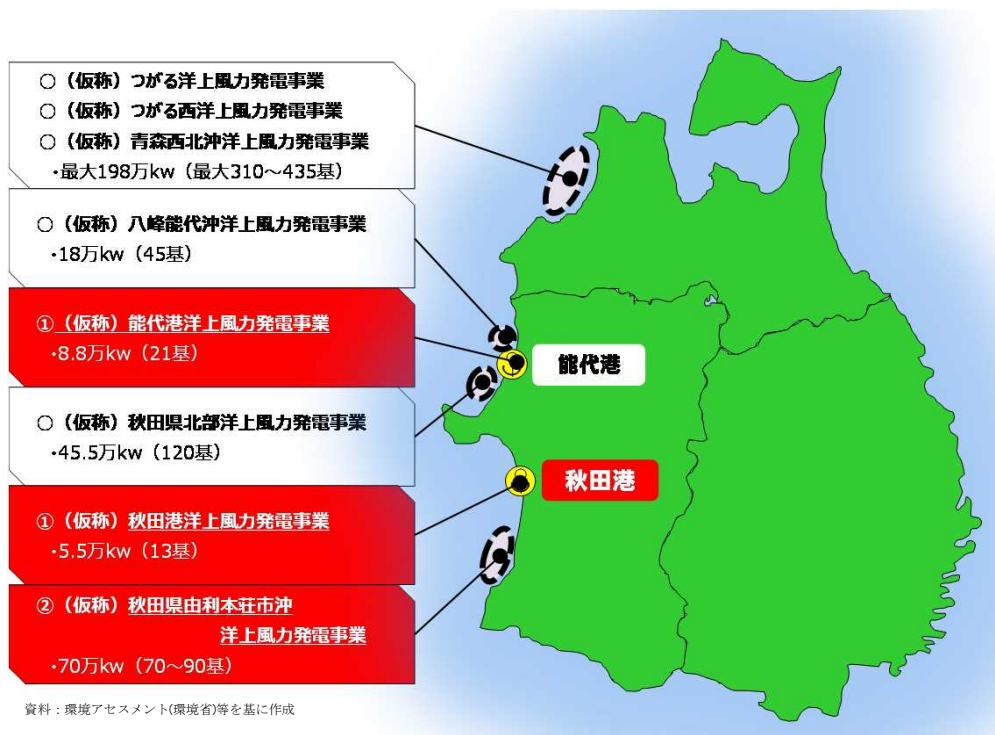 ○（仮称）つがる洋上風力発電事業
○（仮称）つがる西洋上風力発電事業
○（仮称）青森西北沖洋上風力発電事業
・最大198万kw（最大310～435基）
○（仮称）八峰能代沖洋上風力発電事業
・18万kw（45基）
①（仮称）能代港洋上風力発電事業
・8.8万kw（21基）
能代港
○（仮称）秋田県北部洋上風力発電事業
・45.5万kw（120基）
秋田港
①（仮称）秋田港洋上風力発電事業
・5.5万kw（13基）
②（仮称）秋田県由利本荘市沖
洋上風力発電事業
・70万kw（70～90基）
資料：環境アセスメント(環境省)等を基に作成